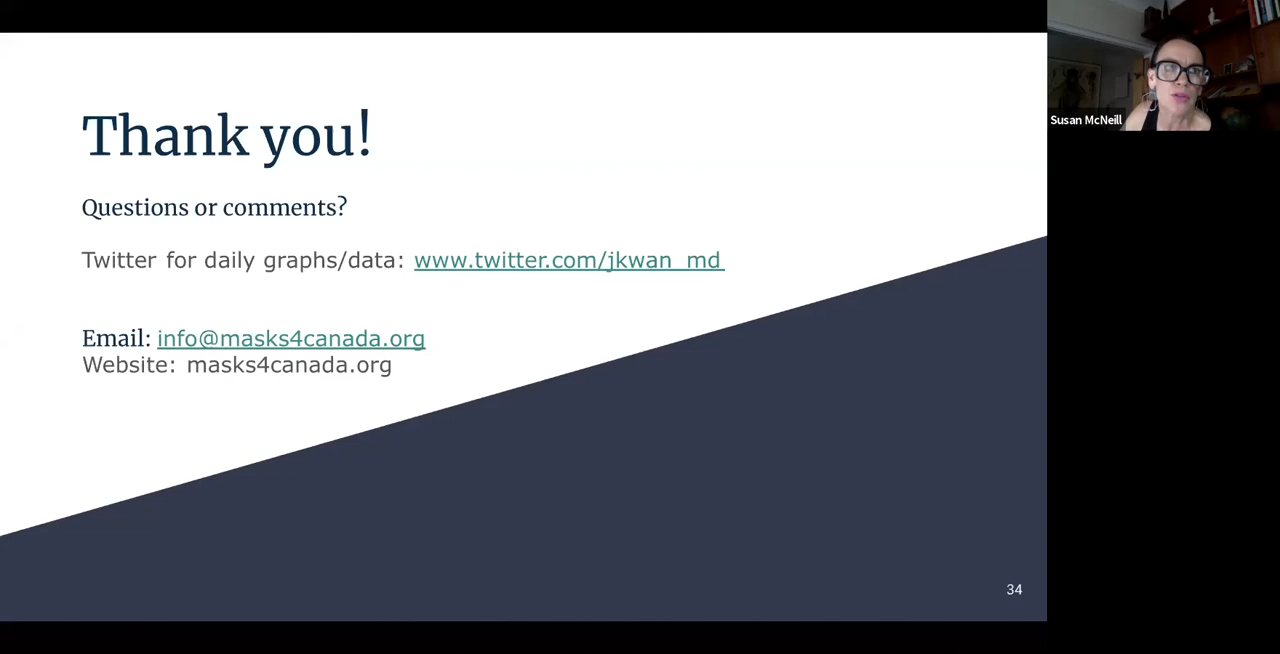 Thank you!
Questions or comments?
Twitter for daily graphs/data: www.twitter.com/jkwan_md
Email: info@masks4canada.org
Website: masks4canada.org
34
Susan McNeill